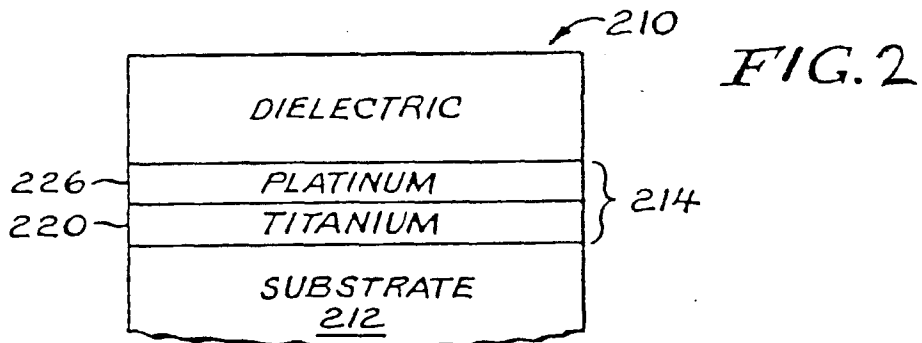 210
FIG. 2
DIELECTRIC
226
PLATINUM
214
220
TITANIUM
SUBSTRATE
212